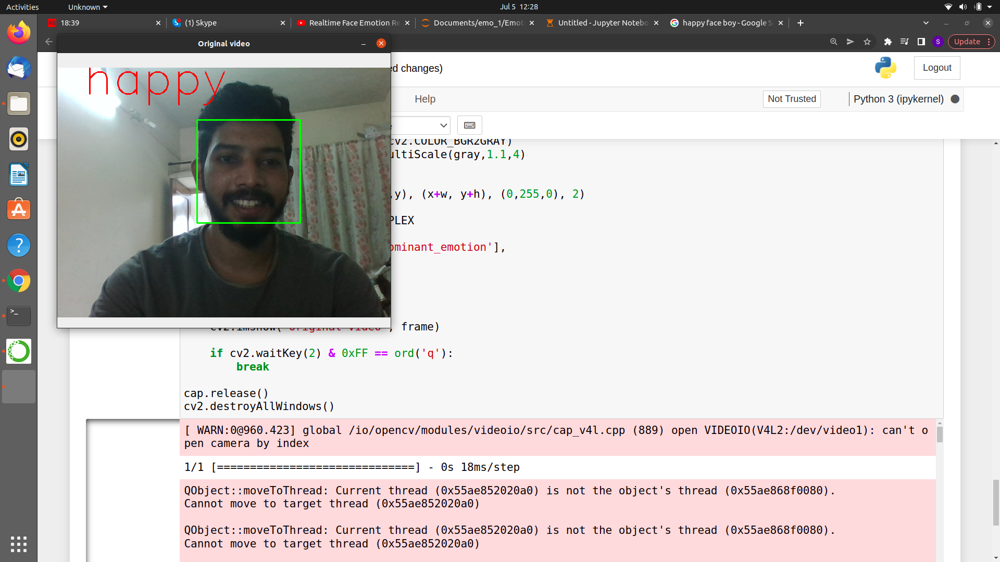 Activities
Unknown
Jul 5 12:28
18:39
(1) Skype
Realtime Face Emotion Re
Documents/emo_1/Emot
Untitled - Jupyter Notebo
happy face boy - Google S
S
Update
Original video
happy
ed changes)
Logout
Help
Not Trusted
Python 3 (ipykernel)
cv2.COLOR_BGR2GRAY)
ultiScale(gray,1.1,4)
,y), (x+w, y+h), (0,255,0), 2)
PLEX
ominant_emotion'],
cv2.imshow('Original video', frame)
if cv2.waitKey(2) & 0xFF == ord('q'):
break
cap.release()
cv2.destroyAllWindows()
[ WARN:0@960.423] global /io/opencv/modules/videoio/src/cap_v4l.cpp (889) open VIDEOIO(V4L2:/dev/video1): can't o
pen camera by index
1/1 [==============================] - 0s 18ms/step
QObject::moveToThread: Current thread (0x55ae852020a0) is not the object's thread (0x55ae868f0080).
Cannot move to target thread (0x55ae852020a0)
QObject::moveToThread: Current thread (0x55ae852020a0) is not the object's thread (0x55ae868f0080).
Cannot move to target thread (0x55ae852020a0)